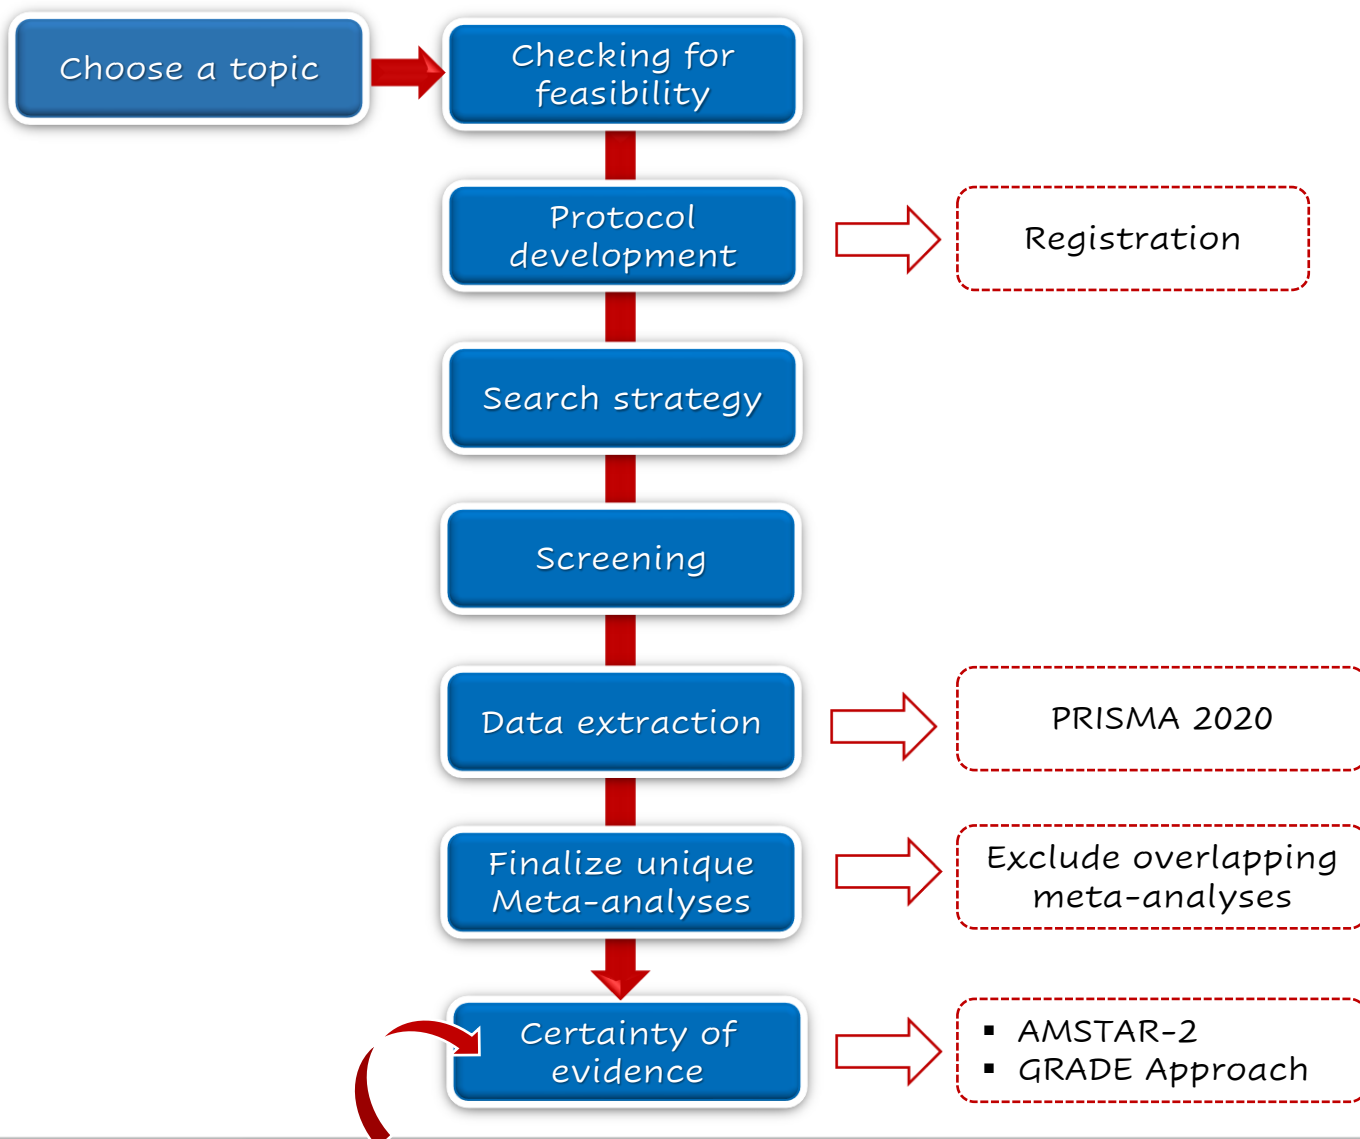 Choose a topic
Checking for
feasibility
Protocol
development
Registration
Search strategy
Screening
Data extraction
PRISMA 2020
Finalize unique
Meta-analyses
Exclude overlapping
meta-analyses
Certainty of
evidence
▪ AMSTAR-2
▪ GRADE Approach